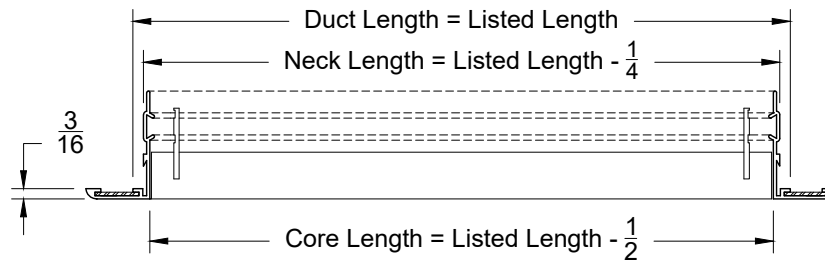 Duct Length = Listed Length
Neck Length = Listed Length - 1/4
3/16
Core Length = Listed Length - 1/2